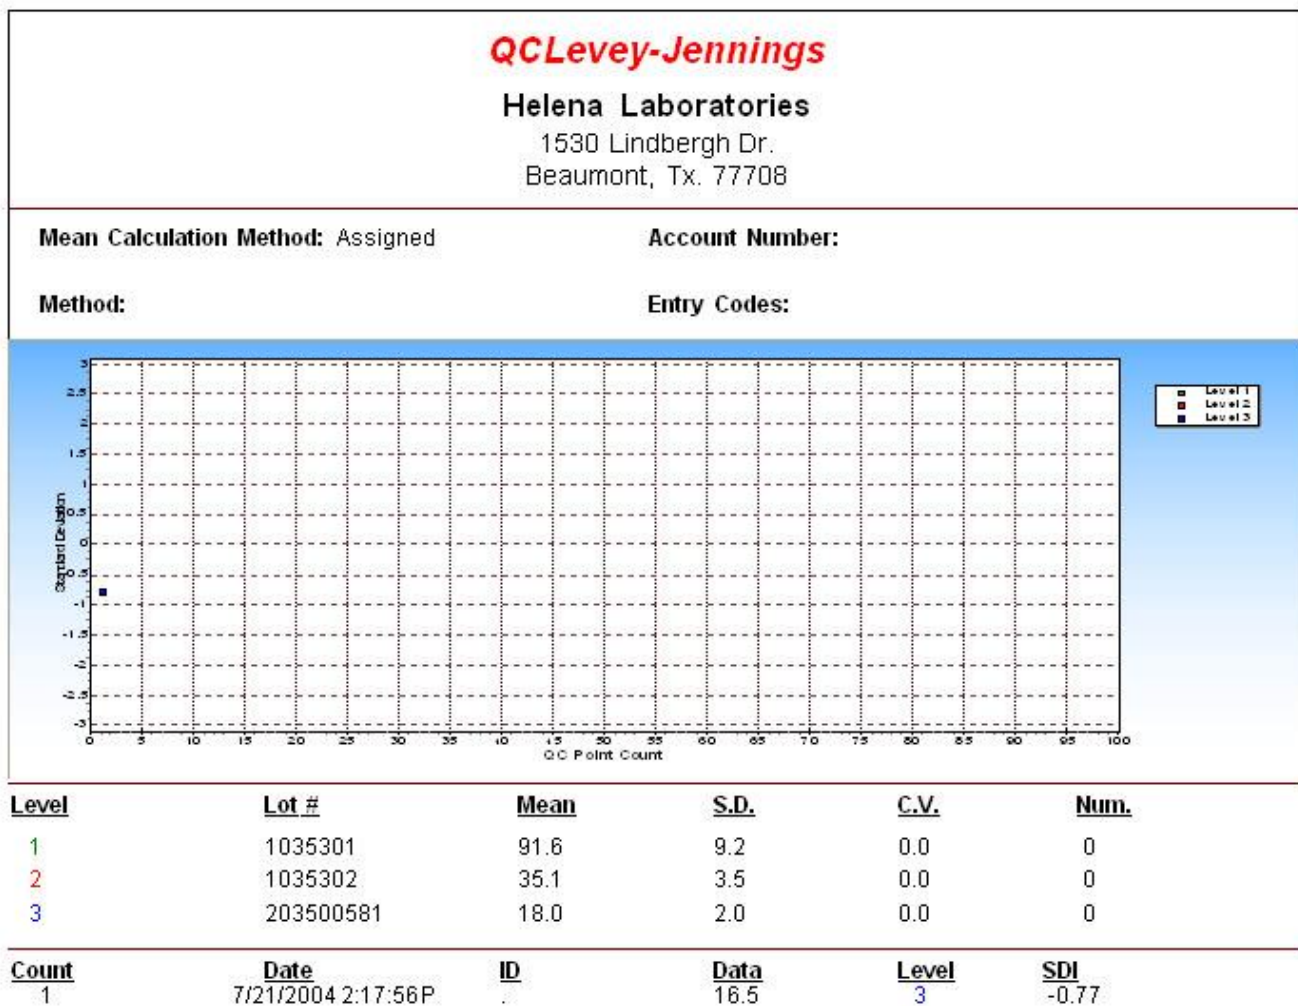 QCLevey-Jennings
Helena Laboratories
1530 Lindbergh Dr.
Beaumont, Tx. 77708
Mean Calculation Method: Assigned Account Number:
Method: Entry Codes:
3
2.5
2
1.5
1
0.5
0
-0.5
-1
-1.5
-2
-2.5
-3
Standard Deviation
0 5 10 15 20 25 30 35 40 45 50 55 60 65 70 75 80 85 90 95 100
QC Point Count
Level 1
Level 2
Level 3
Level Lot # Mean S.D. C.V. Num.
1 1035301 91.6 9.2 0.0 0
2 1035302 35.1 3.5 0.0 0
3 203500581 18.0 2.0 0.0 0
Count Date ID Data Level SDI
1 7/21/2004 2:17:56P . 16.5 3 -0.77